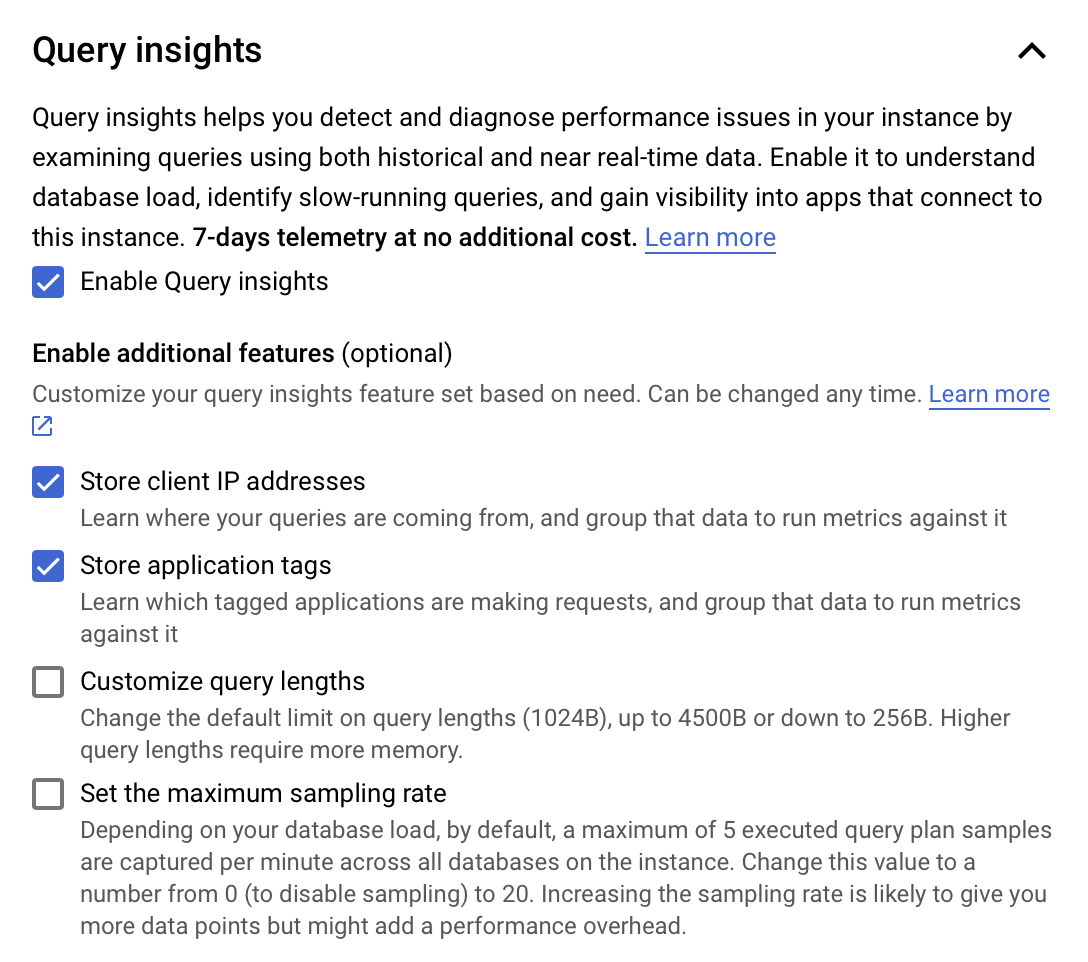 Query insights
Query insights helps you detect and diagnose performance issues in your instance by
examining queries using both historical and near real-time data. Enable it to understand
database load, identify slow-running queries, and gain visibility into apps that connect to
this instance. 7-days telemetry at no additional cost. Learn more
Enable Query insights
Enable additional features (optional)
Customize your query insights feature set based on need. Can be changed any time. Learn more
Store client IP addresses
Learn where your queries are coming from, and group that data to run metrics against it
Store application tags
Learn which tagged applications are making requests, and group that data to run metrics
against it
Customize query lengths
Change the default limit on query lengths (1024B), up to 4500B or down to 256B. Higher
query lengths require more memory.
Set the maximum sampling rate
Depending on your database load, by default, a maximum of 5 executed query plan samples
are captured per minute across all databases on the instance. Change this value to a
number from 0 (to disable sampling) to 20. Increasing the sampling rate is likely to give you
more data points but might add a performance overhead.